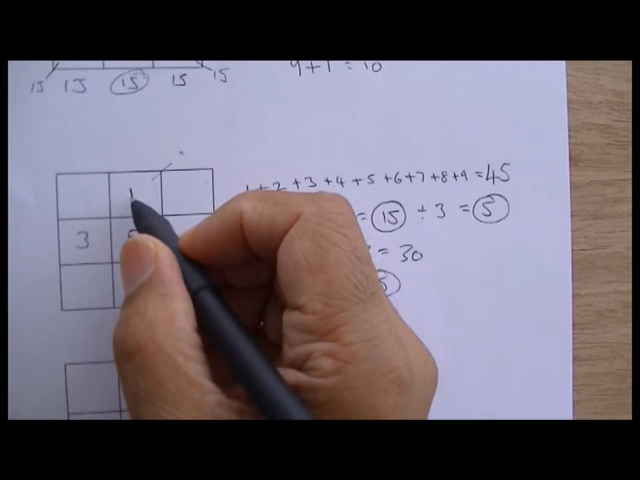 15 15 15 15 15
9+1 = 10
1+2+3+4+5+6+7+8+9=45
1
= 15 ÷ 3 = 5
3 5
= 30